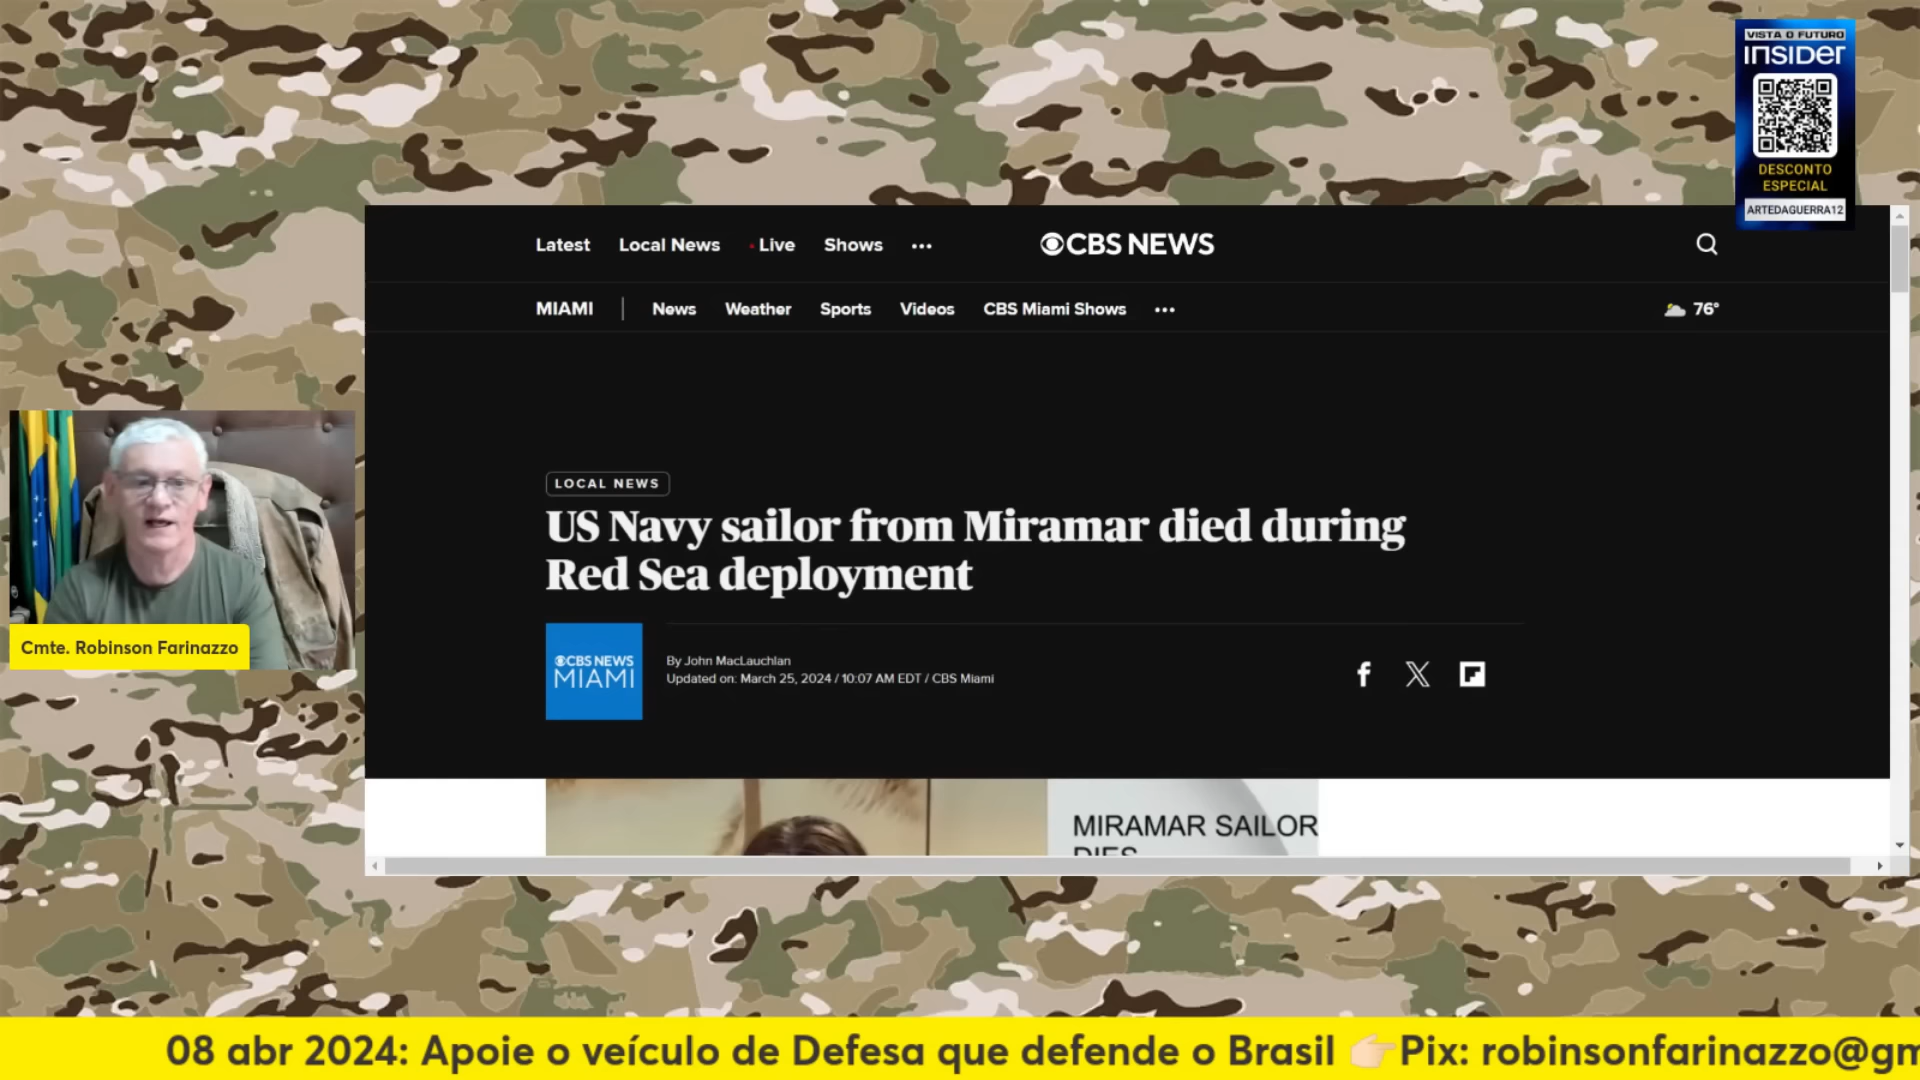 VISTA O FUTURO
INSIDER
DESCONTO
ESPECIAL
ARTEDAGUERRA12
Latest Local News Live Shows ••• CBS NEWS
MIAMI | News Weather Sports Videos CBS Miami Shows ••• 76°
LOCAL NEWS
US Navy sailor from Miramar died during
Red Sea deployment
CBS NEWS
MIAMI
By John MacLauchlan
Updated on: March 25, 2024 / 10:07 AM EDT / CBS Miami
Cmte. Robinson Farinazzo
MIRAMAR SAILOR
DIES
08 abr 2024: Apoie o veículo de Defesa que defende o Brasil 👉Pix: robinsonfarinazzo@gm